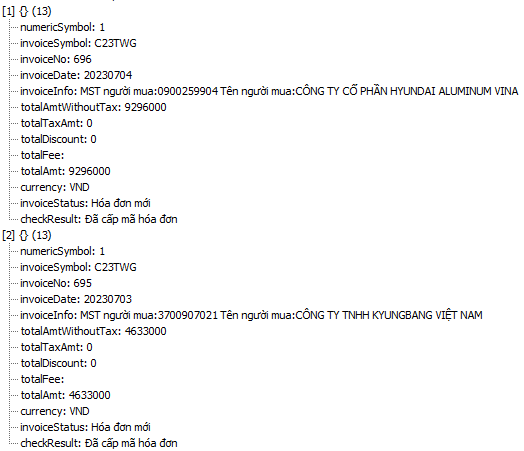 [1] {} (13)
numericSymbol: 1
invoiceSymbol: C23TWG
invoiceNo: 696
invoiceDate: 20230704
invoiceInfo: MST người mua:0900259904 Tên người mua:CÔNG TY CỔ PHẦN HYUNDAI ALUMINUM VINA
totalAmtWithoutTax: 9296000
totalTaxAmt: 0
totalDiscount: 0
totalFee:
totalAmt: 9296000
currency: VND
invoiceStatus: Hóa đơn mới
checkResult: Đã cấp mã hóa đơn
[2] {} (13)
numericSymbol: 1
invoiceSymbol: C23TWG
invoiceNo: 695
invoiceDate: 20230703
invoiceInfo: MST người mua:3700907021 Tên người mua:CÔNG TY TNHH KYUNGBANG VIỆT NAM
totalAmtWithoutTax: 4633000
totalTaxAmt: 0
totalDiscount: 0
totalFee:
totalAmt: 4633000
currency: VND
invoiceStatus: Hóa đơn mới
checkResult: Đã cấp mã hóa đơn